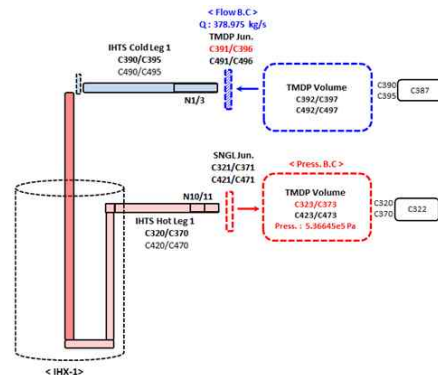 < Flow B.C >
Q : 378.975 kg/s
TMDP Jun.
C391/C396
C491/C496
IHTS Cold Leg 1
C390/C395
C490/C495
N1/3
TMDP Volume
C392/C397
C492/C497
C390
C395
C387
SNGL Jun.
C321/C371
C421/C471
< Press. B.C >
N10/11
IHTS Hot Leg 1
C320/C370
C420/C470
TMDP Volume
C323/C373
C423/C473
Press. : 5.36645e5 Pa
C320
C370
C322
< IHX-1>